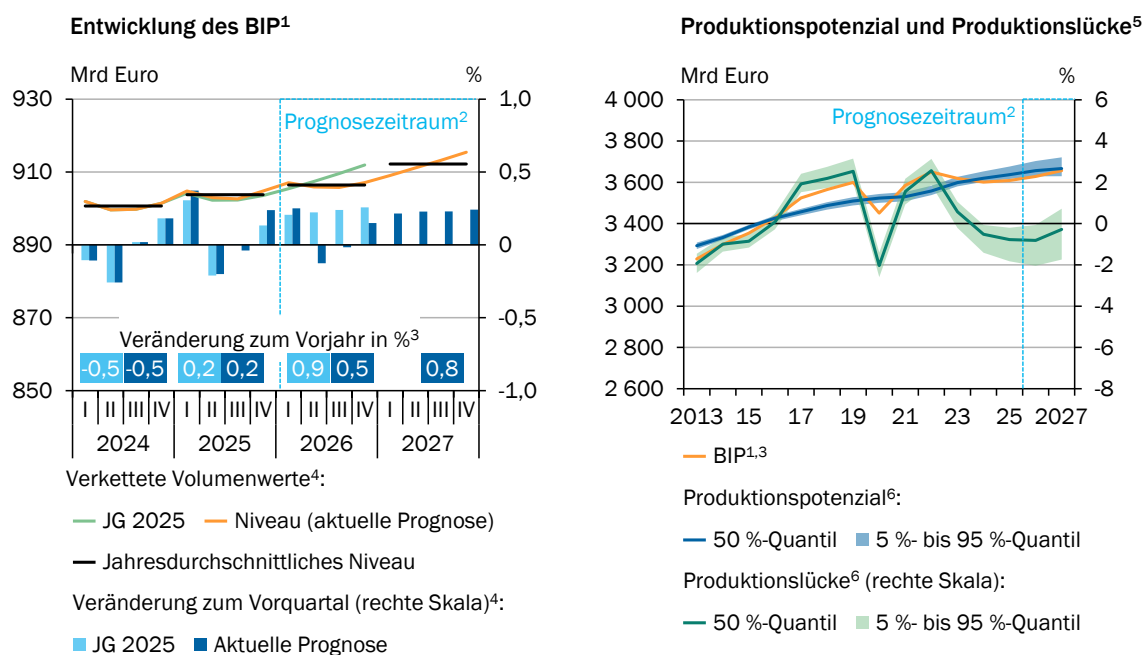 Entwicklung des BIP¹
Mrd Euro %
930 1,0
Prognosezeitraum²
910 0,5
890 0
870 -0,5
Veränderung zum Vorjahr in %³
-0,5 -0,5 0,2 0,2 0,9 0,5 0,8
850 -1,0
I II III IV I II III IV I II III IV I II III IV
2024 2025 2026 2027
Verkettete Volumenwerte⁴:
JG 2025 Niveau (aktuelle Prognose)
Jahresdurchschnittliches Niveau
Veränderung zum Vorquartal (rechte Skala)⁴:
JG 2025 Aktuelle Prognose
Produktionspotenzial und Produktionslücke⁵
Mrd Euro %
4 000 6
Prognosezeitraum²
3 800 4
3 600 2
3 400 0
3 200 -2
3 000 -4
2 800 -6
2 600 -8
2013 15 17 19 21 23 25 2027
BIP¹,³
Produktionspotenzial⁶:
50 %-Quantil 5 %- bis 95 %-Quantil
Produktionslücke⁶ (rechte Skala):
50 %-Quantil 5 %- bis 95 %-Quantil